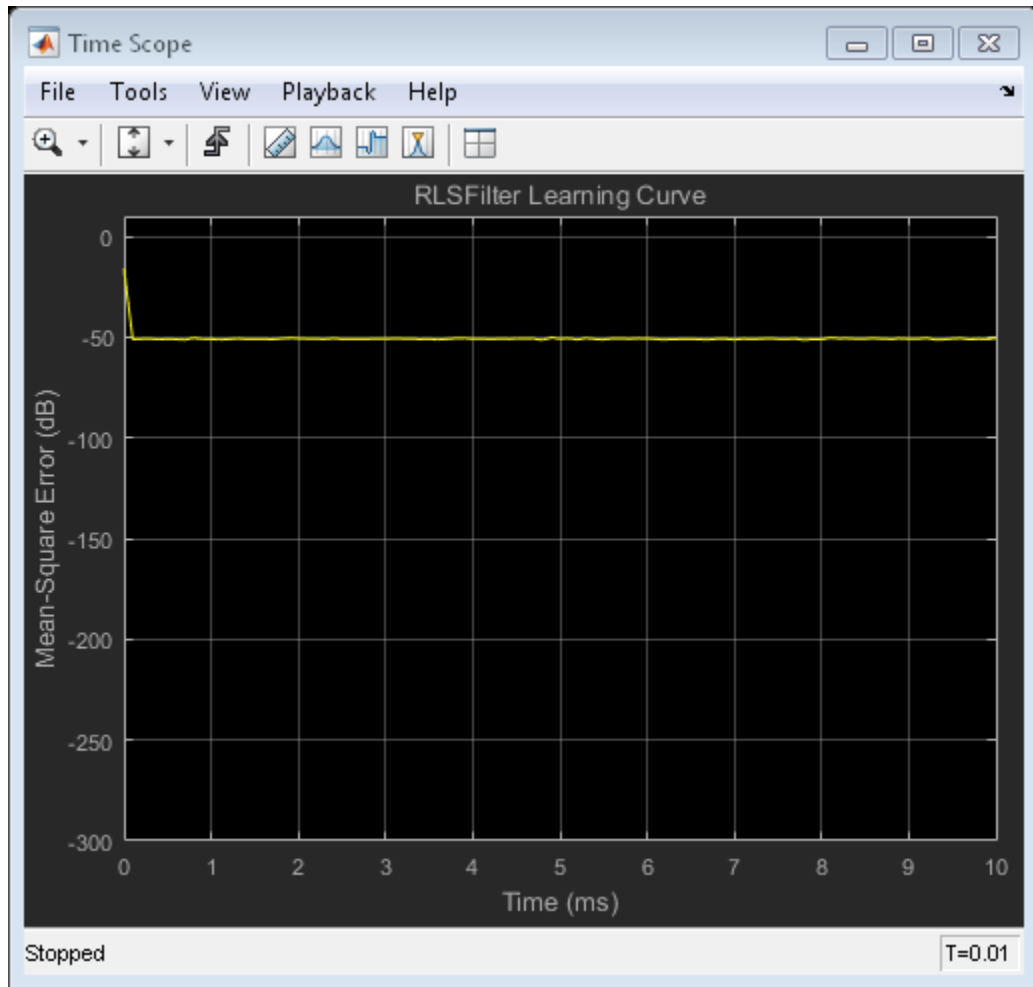 Time Scope
File Tools View Playback Help
RLSFilter Learning Curve
0
-50
-100
-150
-200
-250
-300
Mean-Square Error (dB)
0 1 2 3 4 5 6 7 8 9 10
Time (ms)
Stopped T=0.01